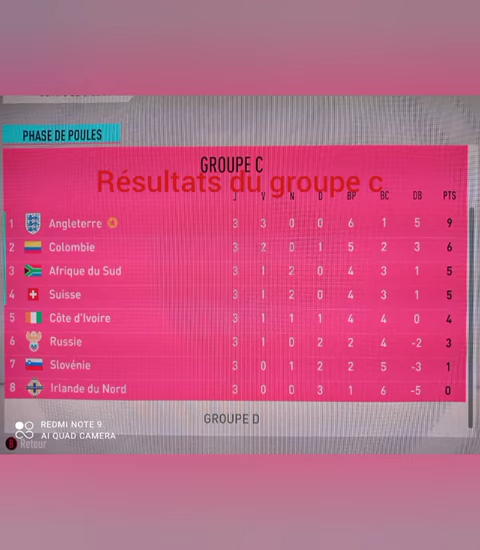 PHASE DE POULES
GROUPE C
Résultats du groupe c
J V N D BP BC DB PTS
1 Angleterre 3 3 0 0 6 1 5 9
2 Colombie 3 2 0 1 5 2 3 6
3 Afrique du Sud 3 1 2 0 4 3 1 5
4 Suisse 3 1 2 0 4 3 1 5
5 Côte d'Ivoire 3 1 1 1 4 4 0 4
6 Russie 3 1 0 2 2 4 -2 3
7 Slovénie 3 0 1 2 2 5 -3 1
8 Irlande du Nord 3 0 0 3 1 6 -5 0
GROUPE D
REDMI NOTE 9
AI QUAD CAMERA
B Retour